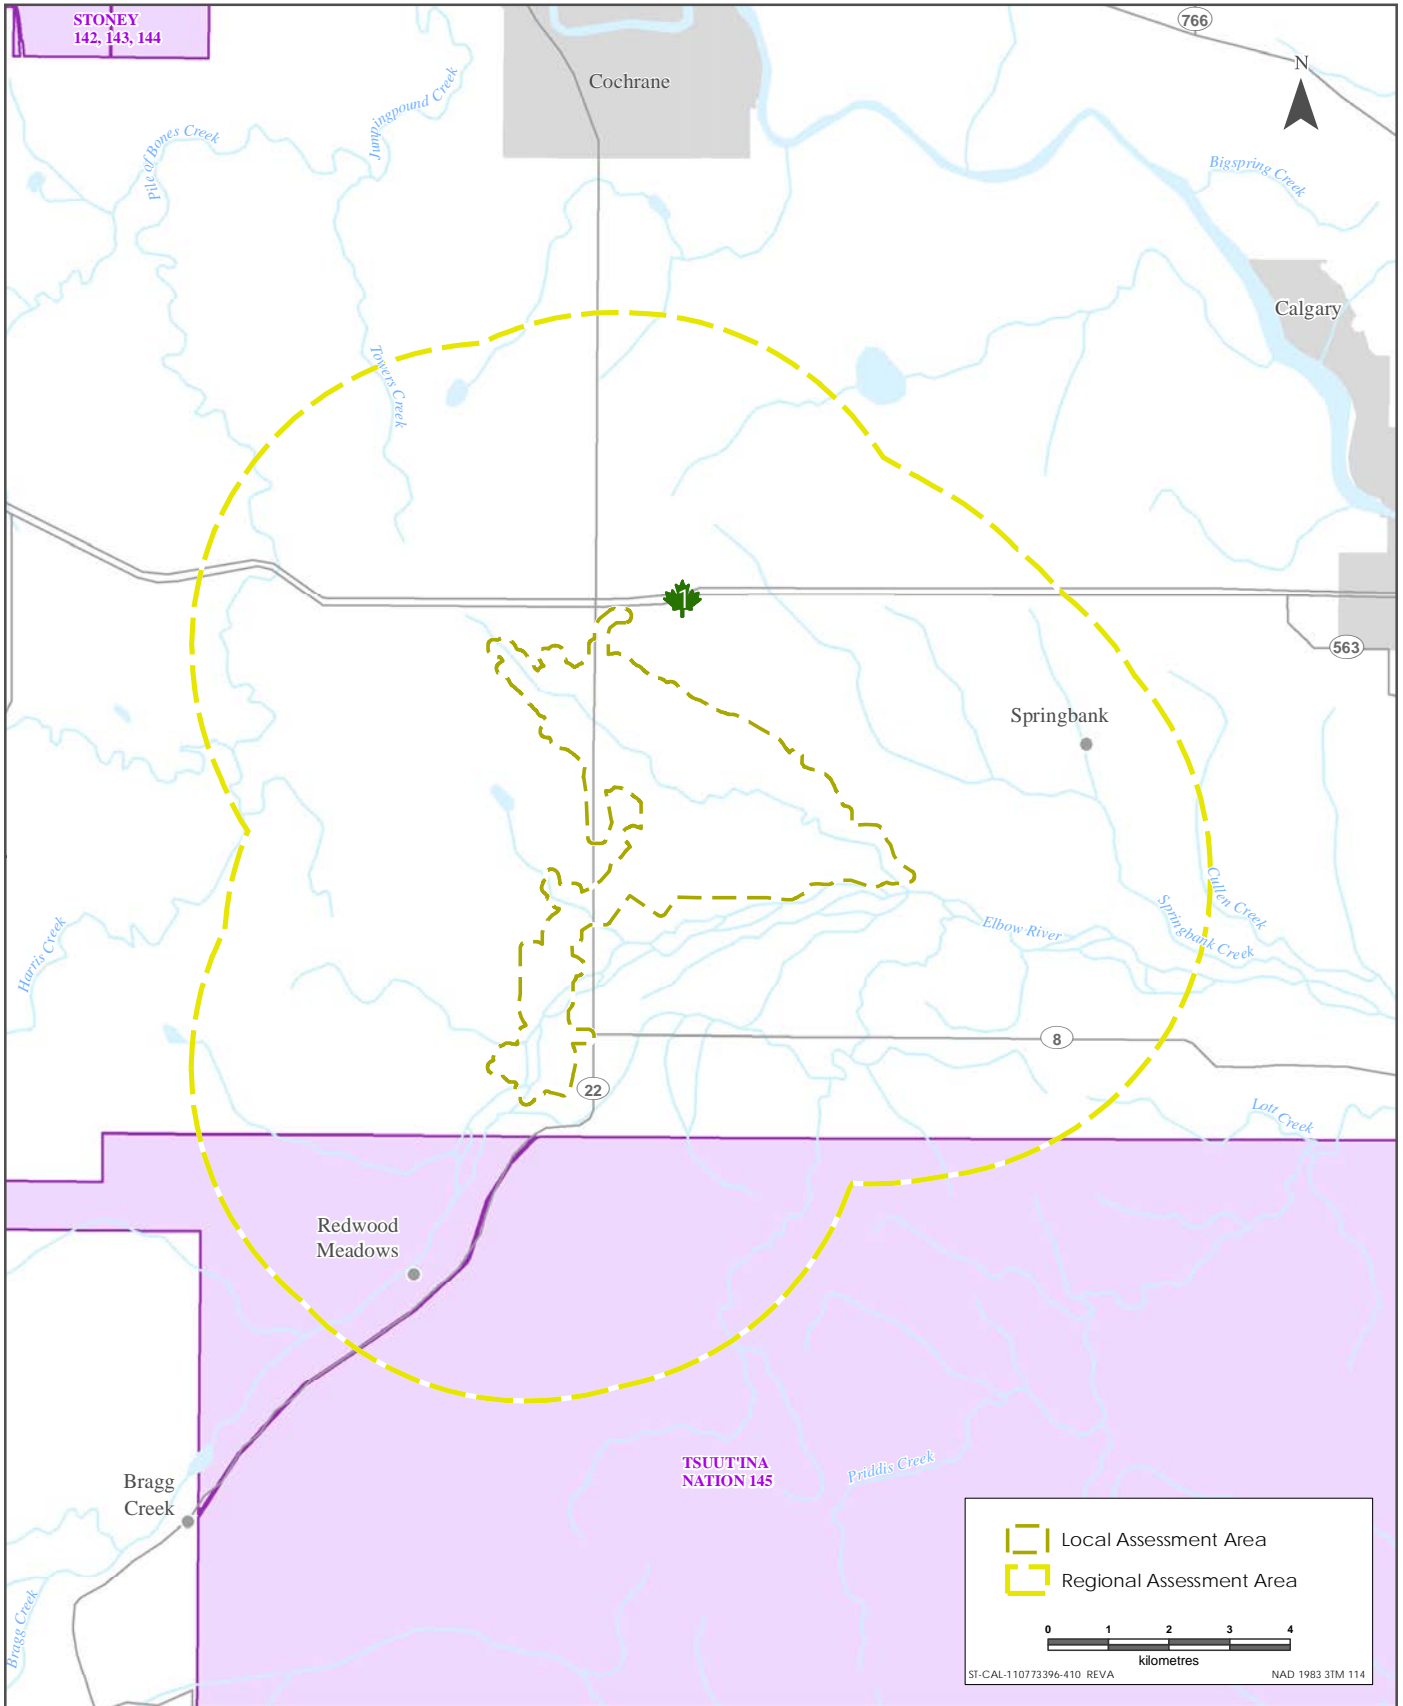 STONEY
142, 143, 144
766
N
Cochrane
Jumpingpound Creek
Pile of Bones Creek
Bigspring Creek
Calgary
Towers Creek
1
563
Springbank
Cullen Creek
Springbank Creek
Elbow River
Harris Creek
8
22
Lott Creek
Redwood
Meadows
TSUUT'INA
NATION 145
Priddis Creek
Bragg
Creek
Bragg Creek
Local Assessment Area
Regional Assessment Area
0 1 2 3 4
kilometres
ST-CAL-110773396-410 REVA
NAD 1983 3TM 114